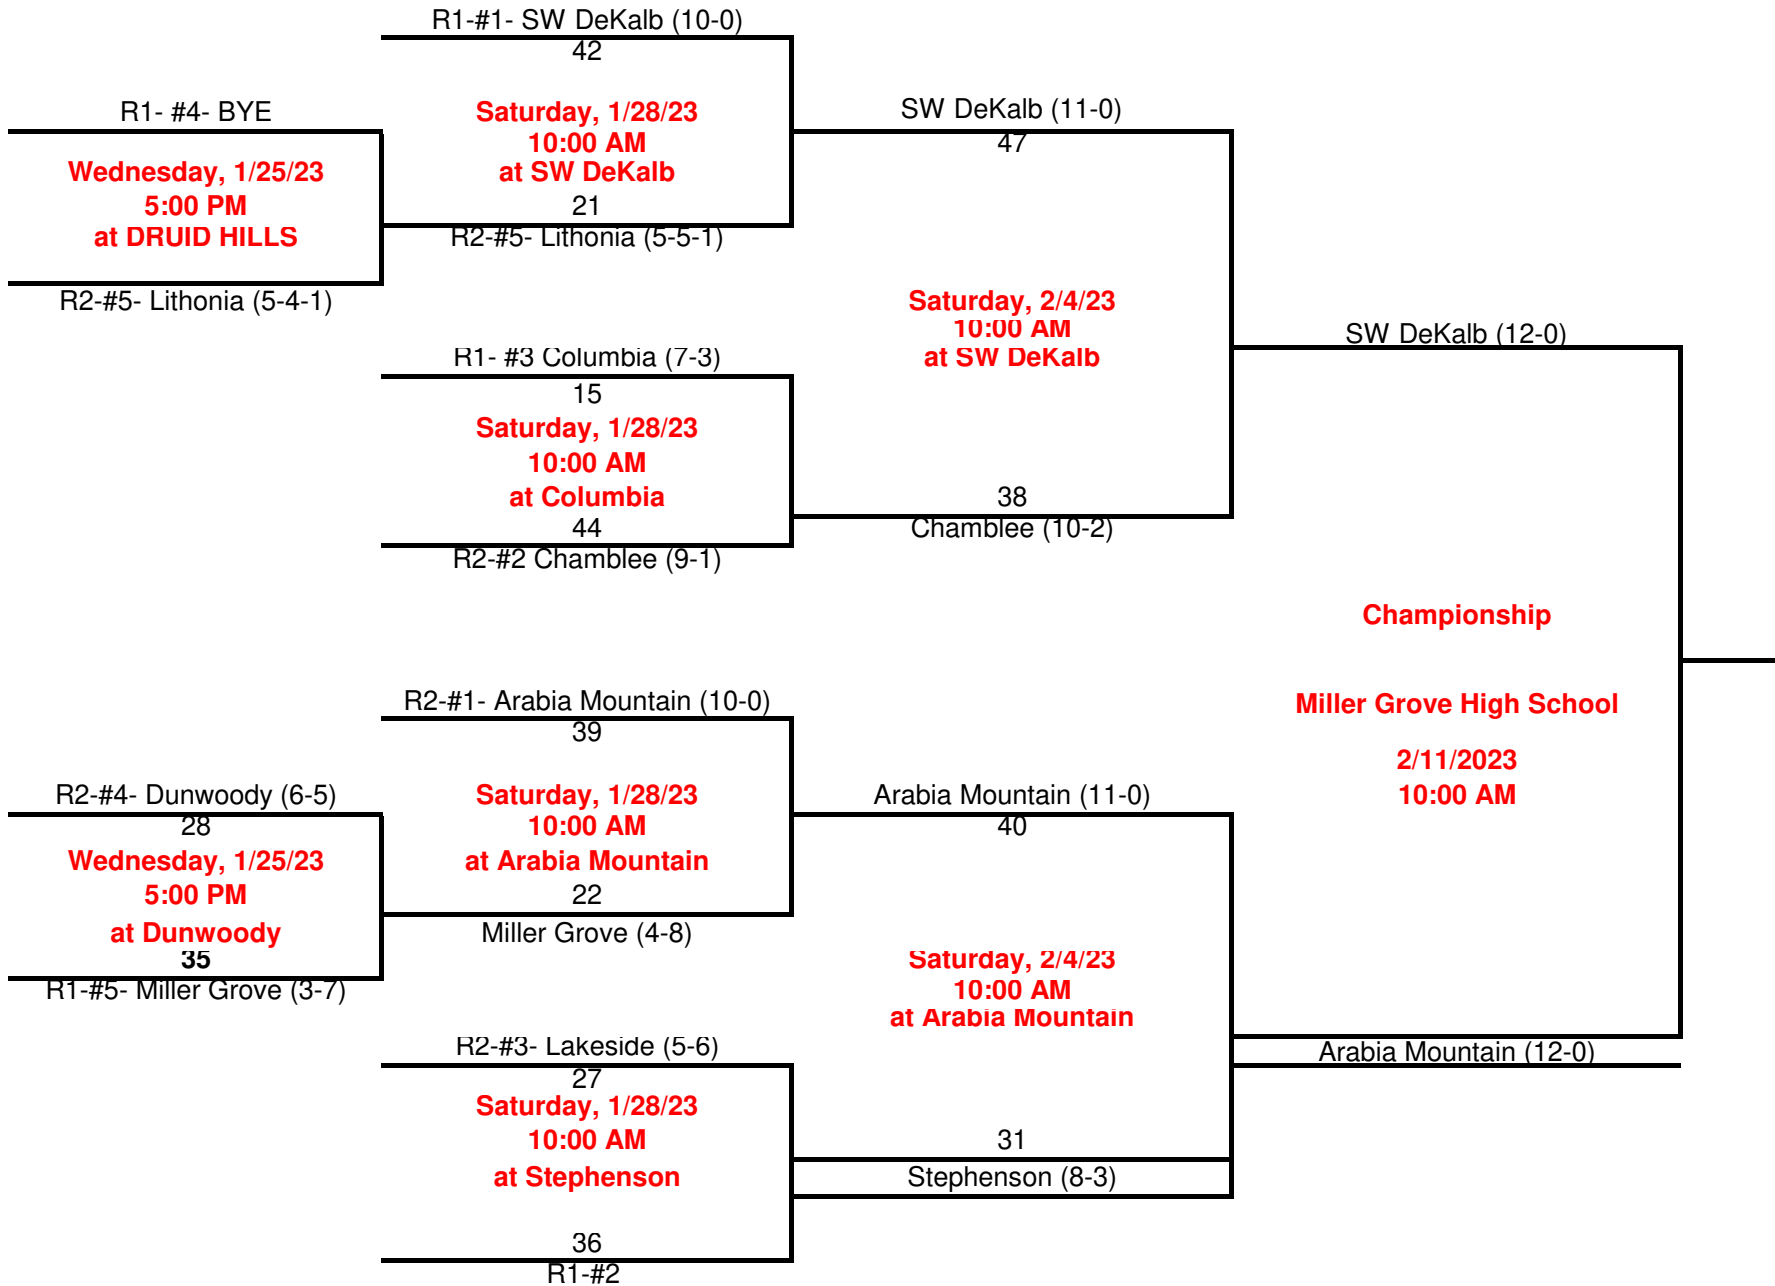 R1-#1- SW DeKalb (10-0)
42
Saturday, 1/28/23
10:00 AM
at SW DeKalb
21
R2-#5- Lithonia (5-5-1)
R1- #4- BYE
Wednesday, 1/25/23
5:00 PM
at DRUID HILLS
R2-#5- Lithonia (5-4-1)
SW DeKalb (11-0)
47
Saturday, 2/4/23
10:00 AM
at SW DeKalb
38
Chamblee (10-2)
R1- #3 Columbia (7-3)
15
Saturday, 1/28/23
10:00 AM
at Columbia
44
R2-#2 Chamblee (9-1)
SW DeKalb (12-0)
Championship
Miller Grove High School
2/11/2023
10:00 AM
R2-#1- Arabia Mountain (10-0)
39
Saturday, 1/28/23
10:00 AM
at Arabia Mountain
22
Miller Grove (4-8)
R2-#4- Dunwoody (6-5)
28
Wednesday, 1/25/23
5:00 PM
at Dunwoody
35
R1-#5- Miller Grove (3-7)
Arabia Mountain (11-0)
40
Saturday, 2/4/23
10:00 AM
at Arabia Mountain
31
Stephenson (8-3)
Arabia Mountain (12-0)
R2-#3- Lakeside (5-6)
27
Saturday, 1/28/23
10:00 AM
at Stephenson
36
R1-#2